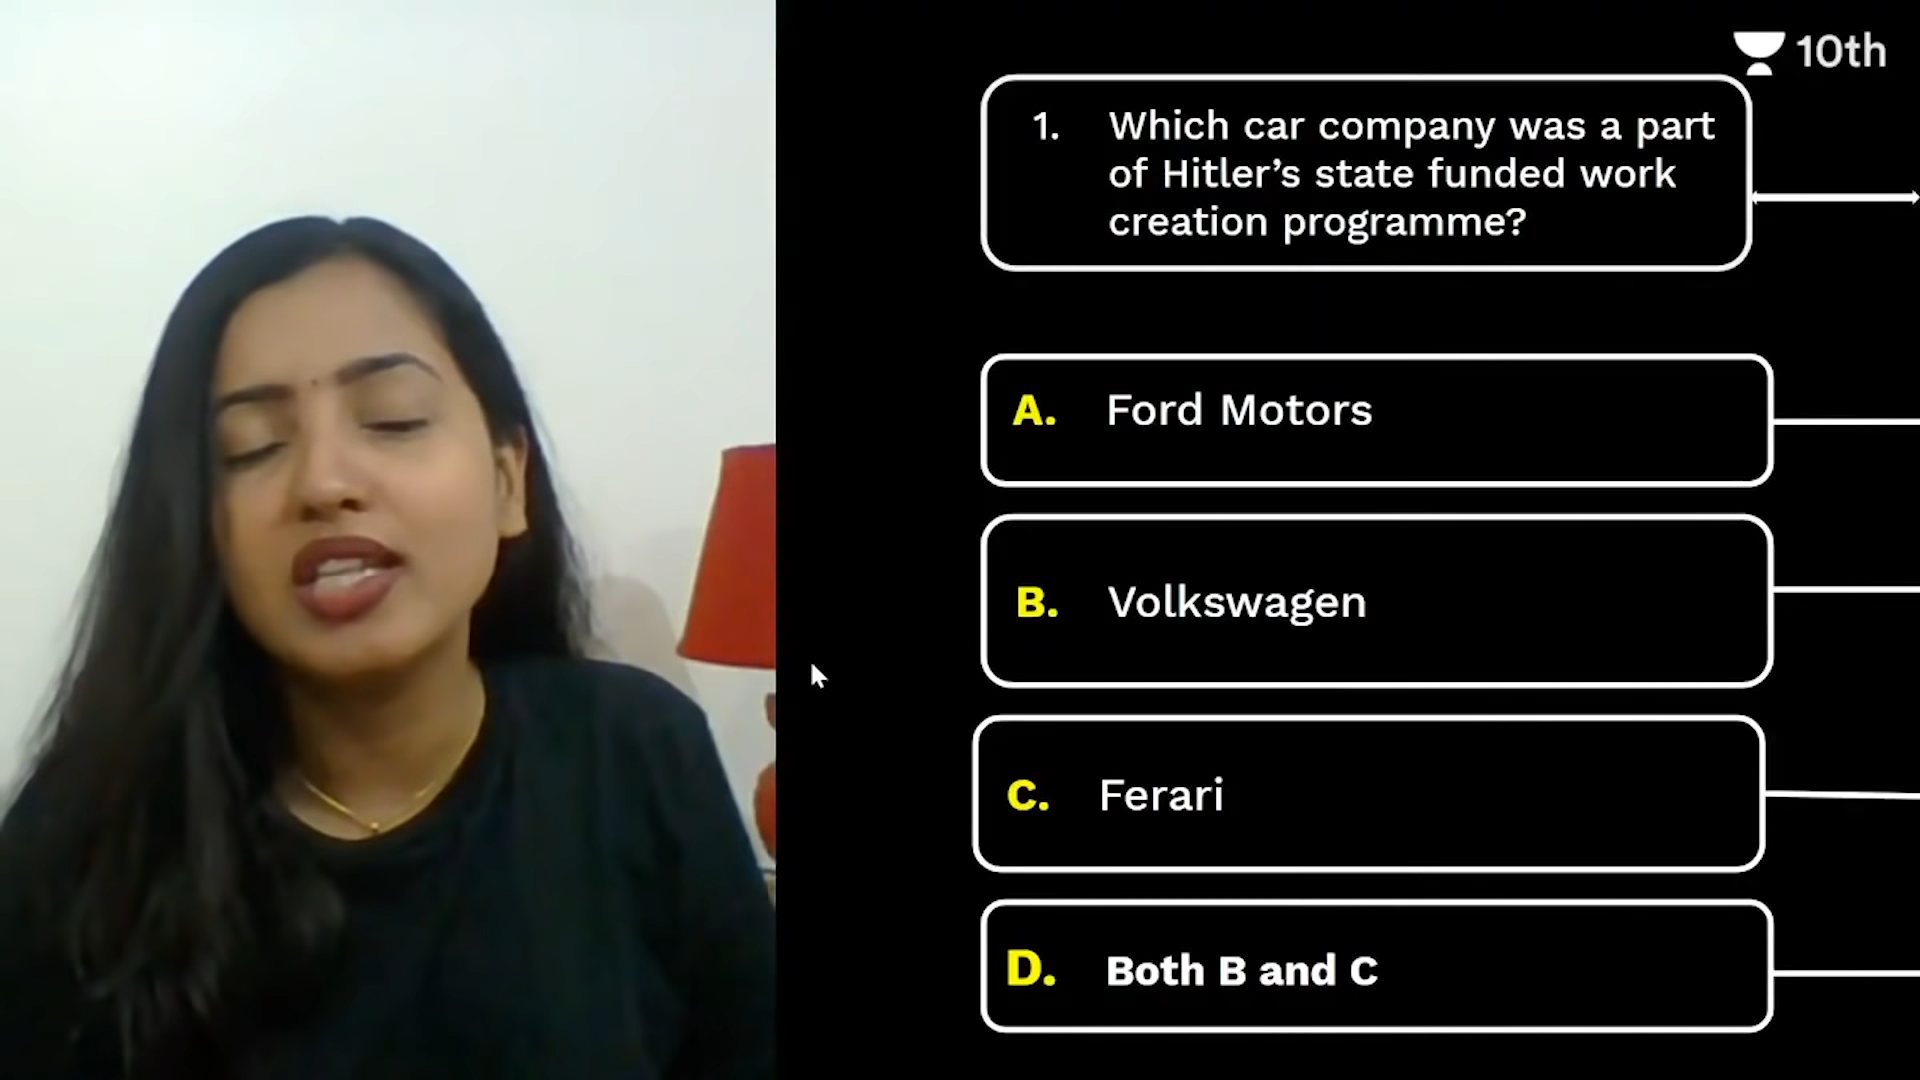 10th
1. Which car company was a part
of Hitler’s state funded work
creation programme?
A. Ford Motors
B. Volkswagen
C. Ferari
D. Both B and C